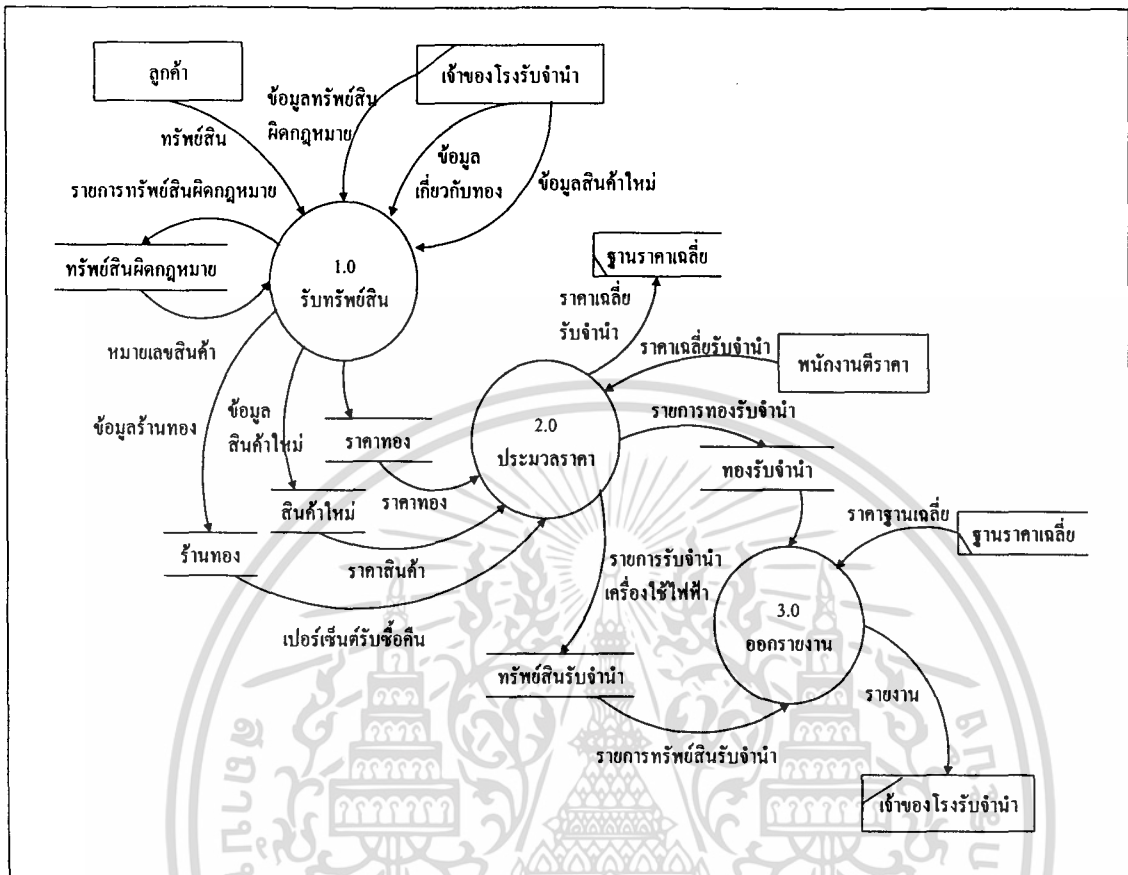 ลูกค้า
เจ้าของโรงรับจำนำ
ข้อมูลทรัพย์สิน
ผิดกฎหมาย
ทรัพย์สิน
ข้อมูล
เกี่ยวกับทอง
ข้อมูลสินค้าใหม่
รายการทรัพย์สินผิดกฎหมาย
ทรัพย์สินผิดกฎหมาย
1.0
รับทรัพย์สิน
ฐานราคาเฉลี่ย
ราคาเฉลี่ย
รับจำนำ
หมายเลขสินค้า
ราคาเฉลี่ยรับจำนำ
พนักงานตีราคา
ข้อมูลร้านทอง
ข้อมูล
สินค้าใหม่
ราคาทอง
2.0
ประมวลราคา
รายการทองรับจำนำ
ทองรับจำนำ
ราคาทอง
สินค้าใหม่
ร้านทอง
ราคาสินค้า
ราคาฐานเฉลี่ย
ฐานราคาเฉลี่ย
รายการรับจำนำ
เครื่องใช้ไฟฟ้า
เปอร์เซ็นต์รับซื้อคืน
3.0
ออกรายงาน
ทรัพย์สินรับจำนำ
รายงาน
รายการทรัพย์สินรับจำนำ
เจ้าของโรงรับจำนำ